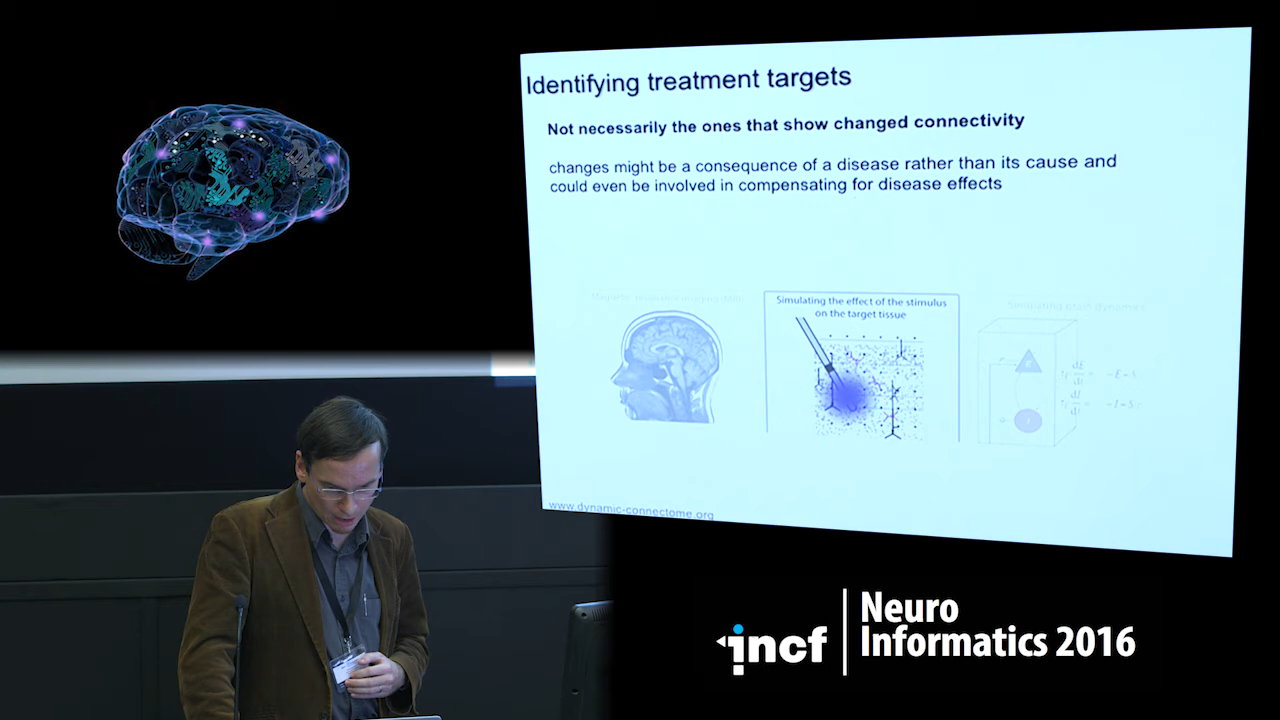 Identifying treatment targets
Not necessarily the ones that show changed connectivity
changes might be a consequence of a disease rather than its cause and
could even be involved in compensating for disease effects
Simulating the effect of the stimulus
on the target tissue
www.dynamic-connectome.org
incf
Neuro
Informatics 2016